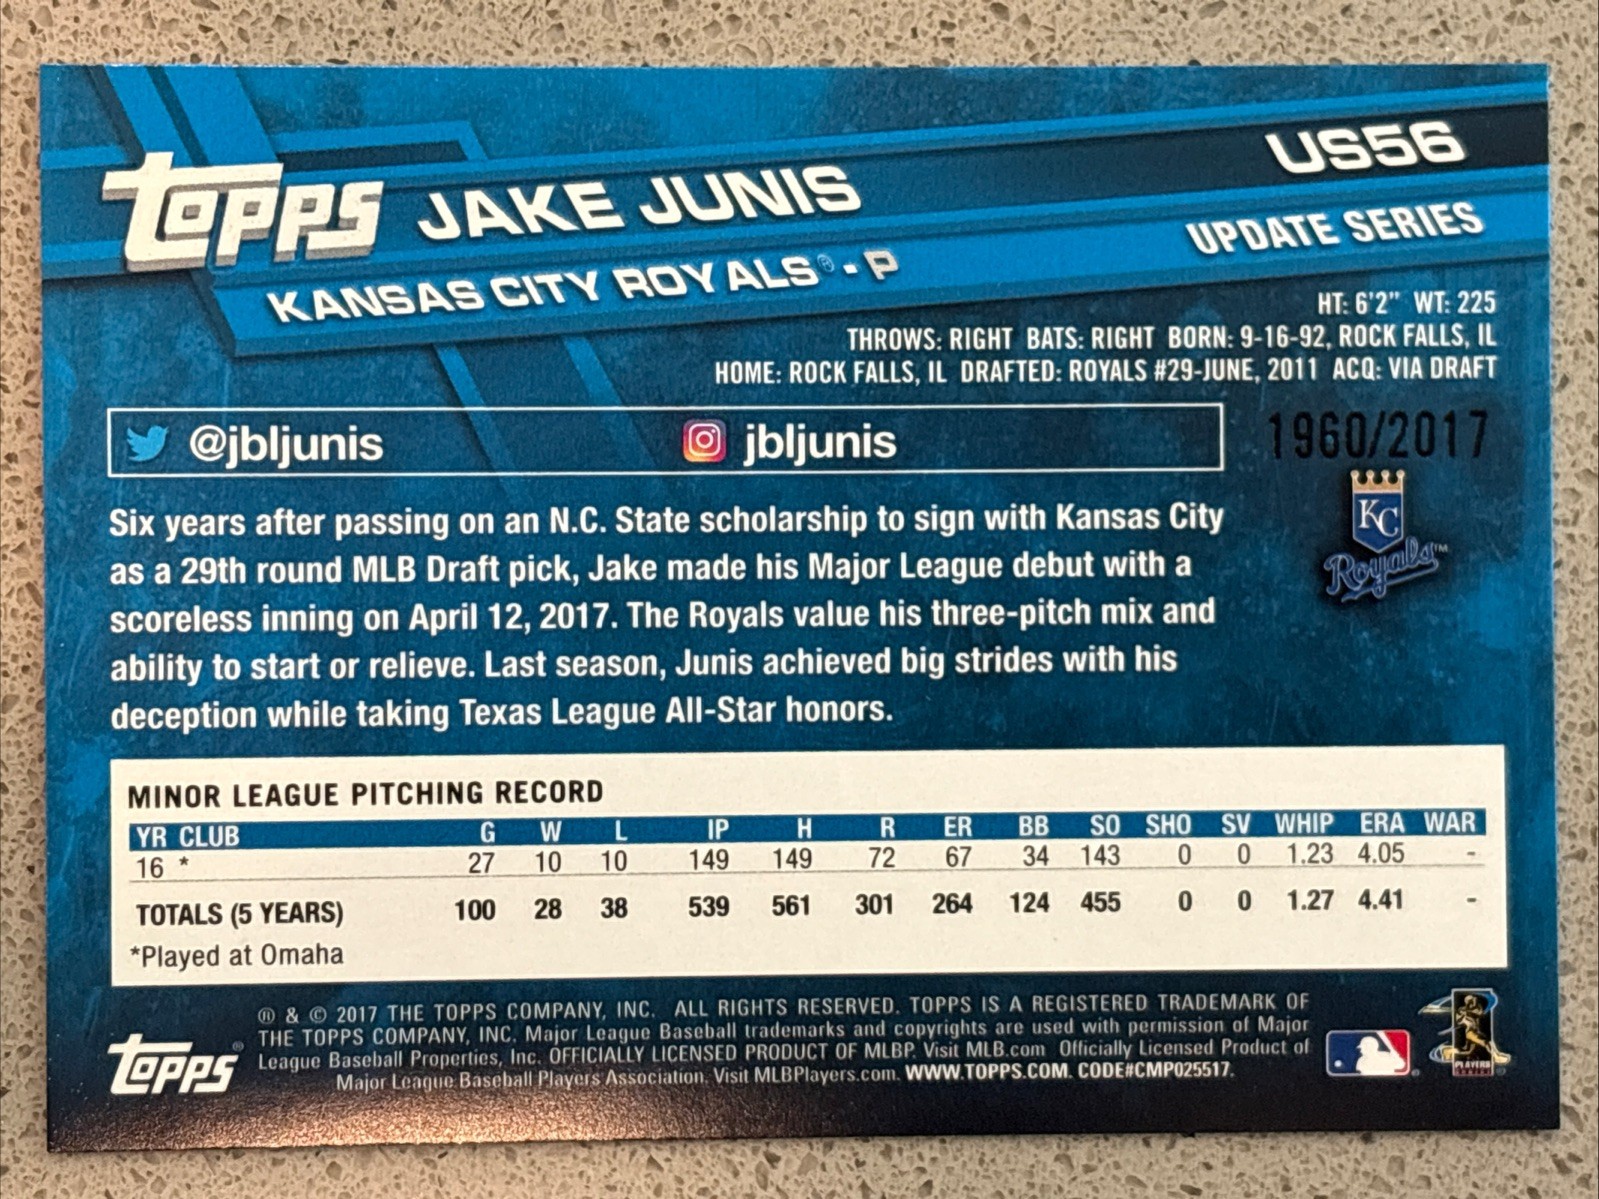 Topps JAKE JUNIS US56
KANSAS CITY ROYALS® • P UPDATE SERIES
HT: 6'2" WT: 225
THROWS: RIGHT BATS: RIGHT BORN: 9-16-92, ROCK FALLS, IL
HOME: ROCK FALLS, IL DRAFTED: ROYALS #29-JUNE, 2011 ACQ: VIA DRAFT
@jbljunis jbljunis 1960/2017
KC
Royals™
Six years after passing on an N.C. State scholarship to sign with Kansas City
as a 29th round MLB Draft pick, Jake made his Major League debut with a
scoreless inning on April 12, 2017. The Royals value his three-pitch mix and
ability to start or relieve. Last season, Junis achieved big strides with his
deception while taking Texas League All-Star honors.
MINOR LEAGUE PITCHING RECORD
YR CLUB G W L IP H R ER BB SO SHO SV WHIP ERA WAR
16 * 27 10 10 149 149 72 67 34 143 0 0 1.23 4.05 -
TOTALS (5 YEARS) 100 28 38 539 561 301 264 124 455 0 0 1.27 4.41 -
*Played at Omaha
® & © 2017 THE TOPPS COMPANY, INC. ALL RIGHTS RESERVED. TOPPS IS A REGISTERED TRADEMARK OF
THE TOPPS COMPANY, INC. Major League Baseball trademarks and copyrights are used with permission of Major
League Baseball Properties, Inc. OFFICIALLY LICENSED PRODUCT OF MLBP. Visit MLB.com Officially Licensed Product of
Major League Baseball Players Association. Visit MLBPlayers.com. WWW.TOPPS.COM. CODE#CMP025517.
Topps®
PLAYERS